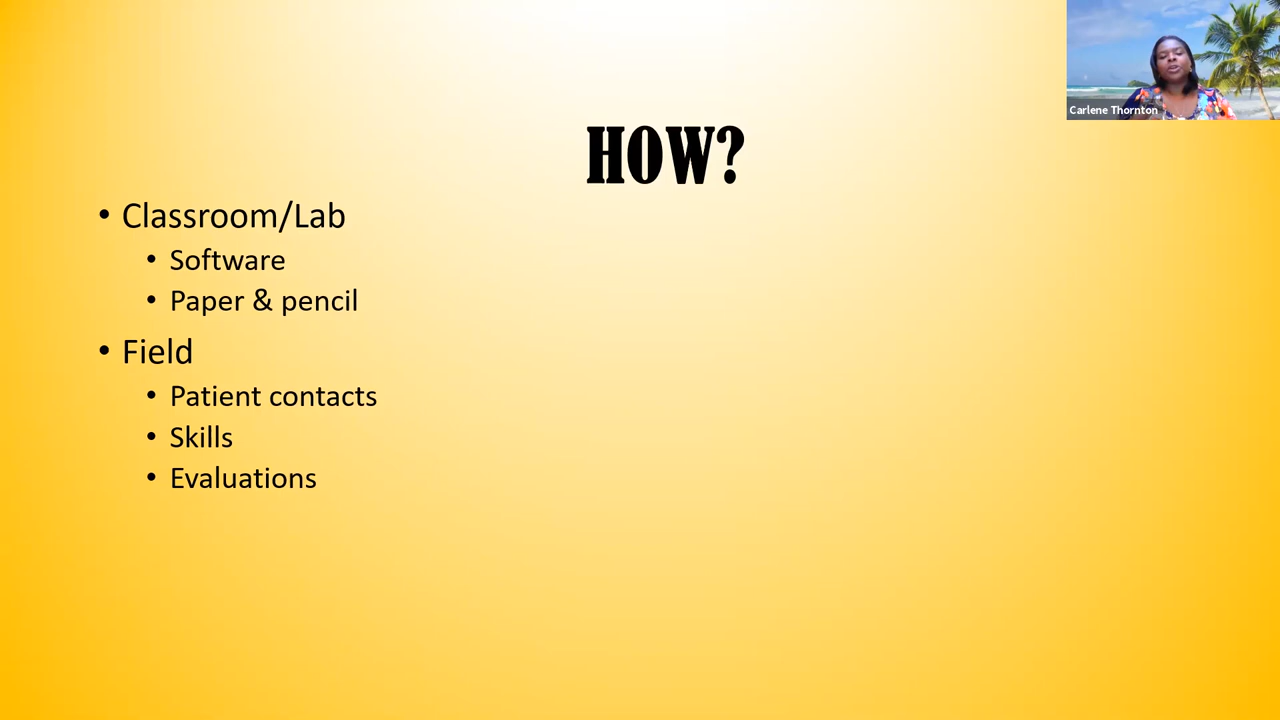 Carlene Thornton
HOW?
• Classroom/Lab
• Software
• Paper & pencil
• Field
• Patient contacts
• Skills
• Evaluations